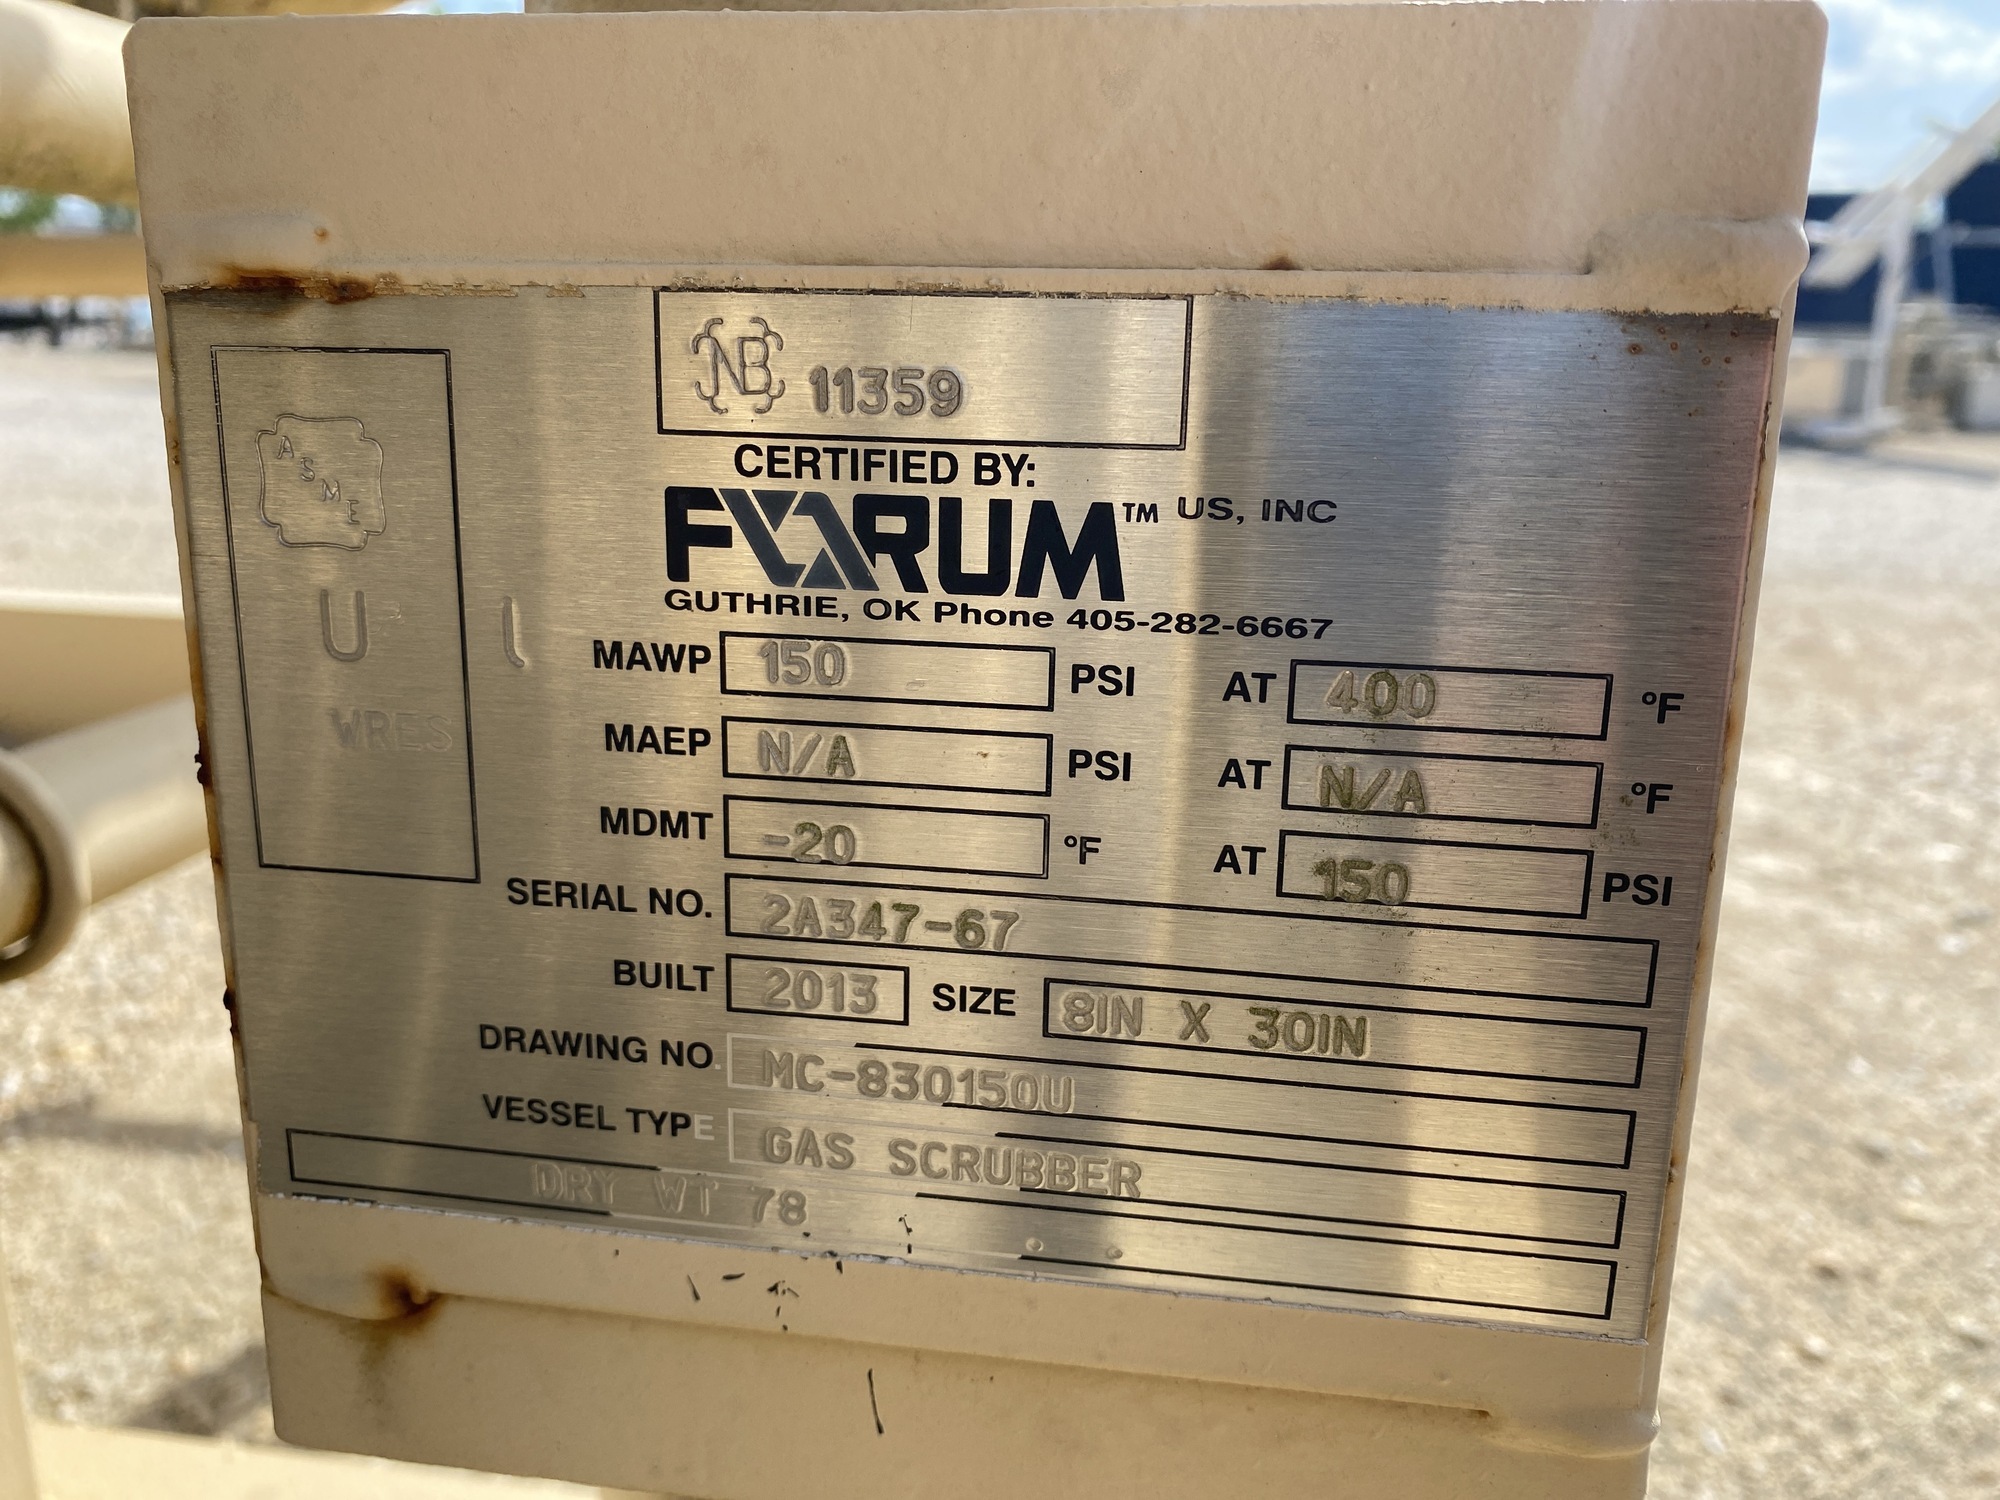 NB 11359
CERTIFIED BY:
FORUM™ US, INC
GUTHRIE, OK Phone 405-282-6667
ASME
U
WRES
MAWP 150 PSI AT 400 °F
MAEP N/A PSI AT N/A °F
MDMT -20 °F AT 150 PSI
SERIAL NO. 2A347-67
BUILT 2013 SIZE 8IN X 30IN
DRAWING NO. MC-830150U
VESSEL TYPE GAS SCRUBBER
DRY WT 78